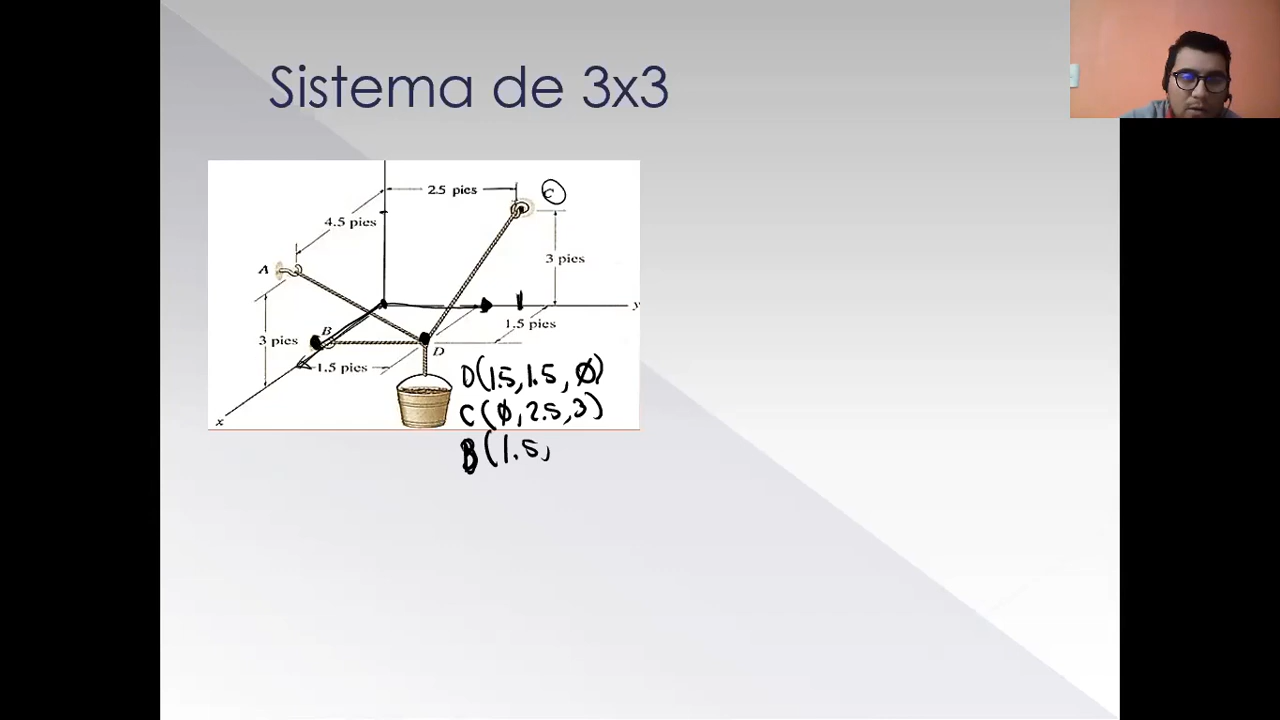 Sistema de 3x3
2.5 pies
C
4.5 pies
A
3 pies
y
B
1.5 pies
3 pies
D
1.5 pies
D(1.5,1.5,Ø)
C(Ø,2.5,3)
x
B(1.5,